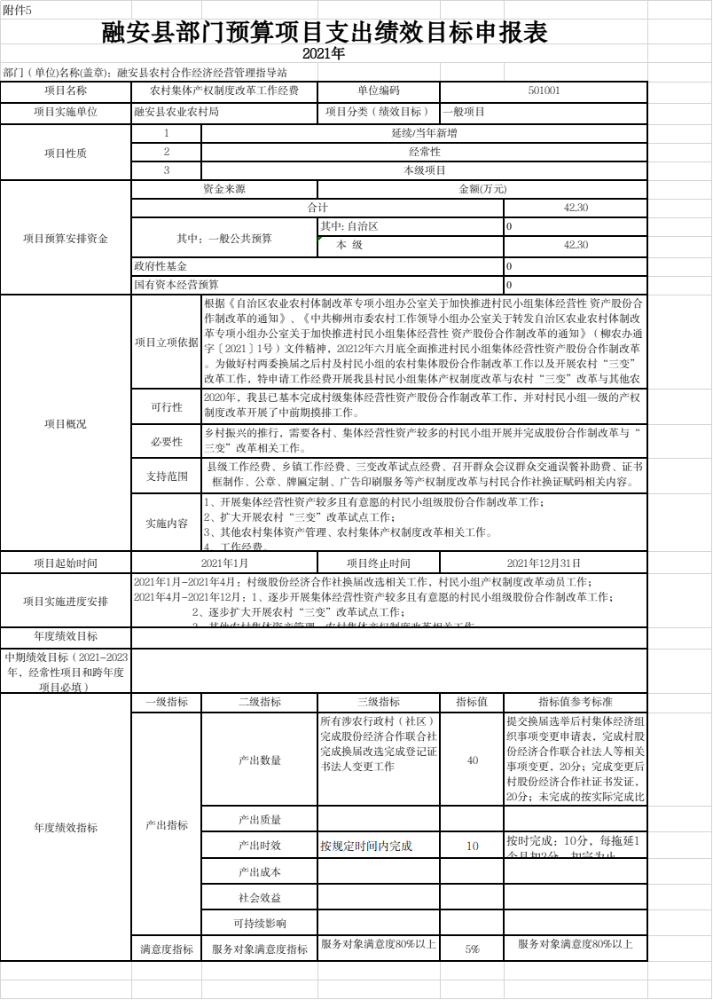 附件5
融安县部门预算项目支出绩效目标申报表
2021年
部门（单位)名称(盖章)：融安县农村合作经济经营管理指导站
项目名称 农村集体产权制度改革工作经费 单位编码 501001
项目实施单位 融安县农业农村局 项目分类（绩效目标） 一般项目
项目性质
1 延续/当年新增
2 经常性
3 本级项目
项目预算安排资金
资金来源 金额(万元)
合计 42.30
其中：一般公共预算
其中: 自治区 0
本 级 42.30
政府性基金 0
国有资本经营预算 0
项目概况
项目立项依据
根据《自治区农业农村体制改革专项小组办公室关于加快推进村民小组集体经营性 资产股份合
作制改革的通知》、《中共柳州市委农村工作领导小组办公室关于转发自治区农业农村体制改
革专项小组办公室关于加快推进村民小组集体经营性 资产股份合作制改革的通知》（柳农办通
字〔2021〕1号）文件精神，20212年六月底全面推进村民小组集体经营性资产股份合作制改革
。为做好村两委换届之后村及村民小组的农村集体股份合作制改革工作以及开展农村“三变”
改革工作，特申请工作经费开展我县村民小组集体产权制度改革与农村“三变”改革与其他农
可行性
2020年，我县已基本完成村级集体经营性资产股份合作制改革工作，并对村民小组一级的产权
制度改革开展了中前期摸排工作。
必要性
乡村振兴的推行，需要各村、集体经营性资产较多的村民小组开展并完成股份合作制改革与“
三变”改革相关工作。
支持范围
县级工作经费、乡镇工作经费、三变改革试点经费、召开群众会议群众交通误餐补助费、证书
框制作、公章、牌匾定制、广告印刷服务等产权制度改革与村民合作社换证赋码相关内容。
实施内容
1、开展集体经营性资产较多且有意愿的村民小组级股份合作制改革工作；
2、扩大开展农村“三变”改革试点工作；
3、其他农村集体资产管理、农村集体产权制度改革相关工作。
4、工作经费。
项目起始时间 2021年1月 项目终止时间 2021年12月31日
项目实施进度安排
2021年1月-2021年4月：村级股份经济合作社换届改选相关工作，村民小组产权制度改革动员工作；
2021年4月-2021年12月：1、逐步开展集体经营性资产较多且有意愿的村民小组级股份合作制改革工作；
2、逐步扩大开展农村“三变”改革试点工作；
3、其他农村集体资产管理、农村集体产权制度改革相关工作
年度绩效目标
中期绩效目标（2021-2023
年，经常性项目和跨年度
项目必填）
年度绩效指标
一级指标 二级指标 三级指标 指标值 指标值参考标准
产出指标
产出数量
所有涉农行政村（社区）
完成股份经济合作联合社
完成换届改选完成登记证
书法人变更工作
40
提交换届选举后村集体经济组
织事项变更申请表，完成村股
份经济合作联合社法人等相关
事项变更，20分；完成变更后
村股份经济合作社证书发证，
20分；未完成的按实际完成比
产出质量
产出时效 按规定时间内完成 10
按时完成：10分，每拖延1
个月扣2分，扣完为止
产出成本
社会效益
可持续影响
满意度指标 服务对象满意度指标 服务对象满意度80%以上 5% 服务对象满意度80%以上